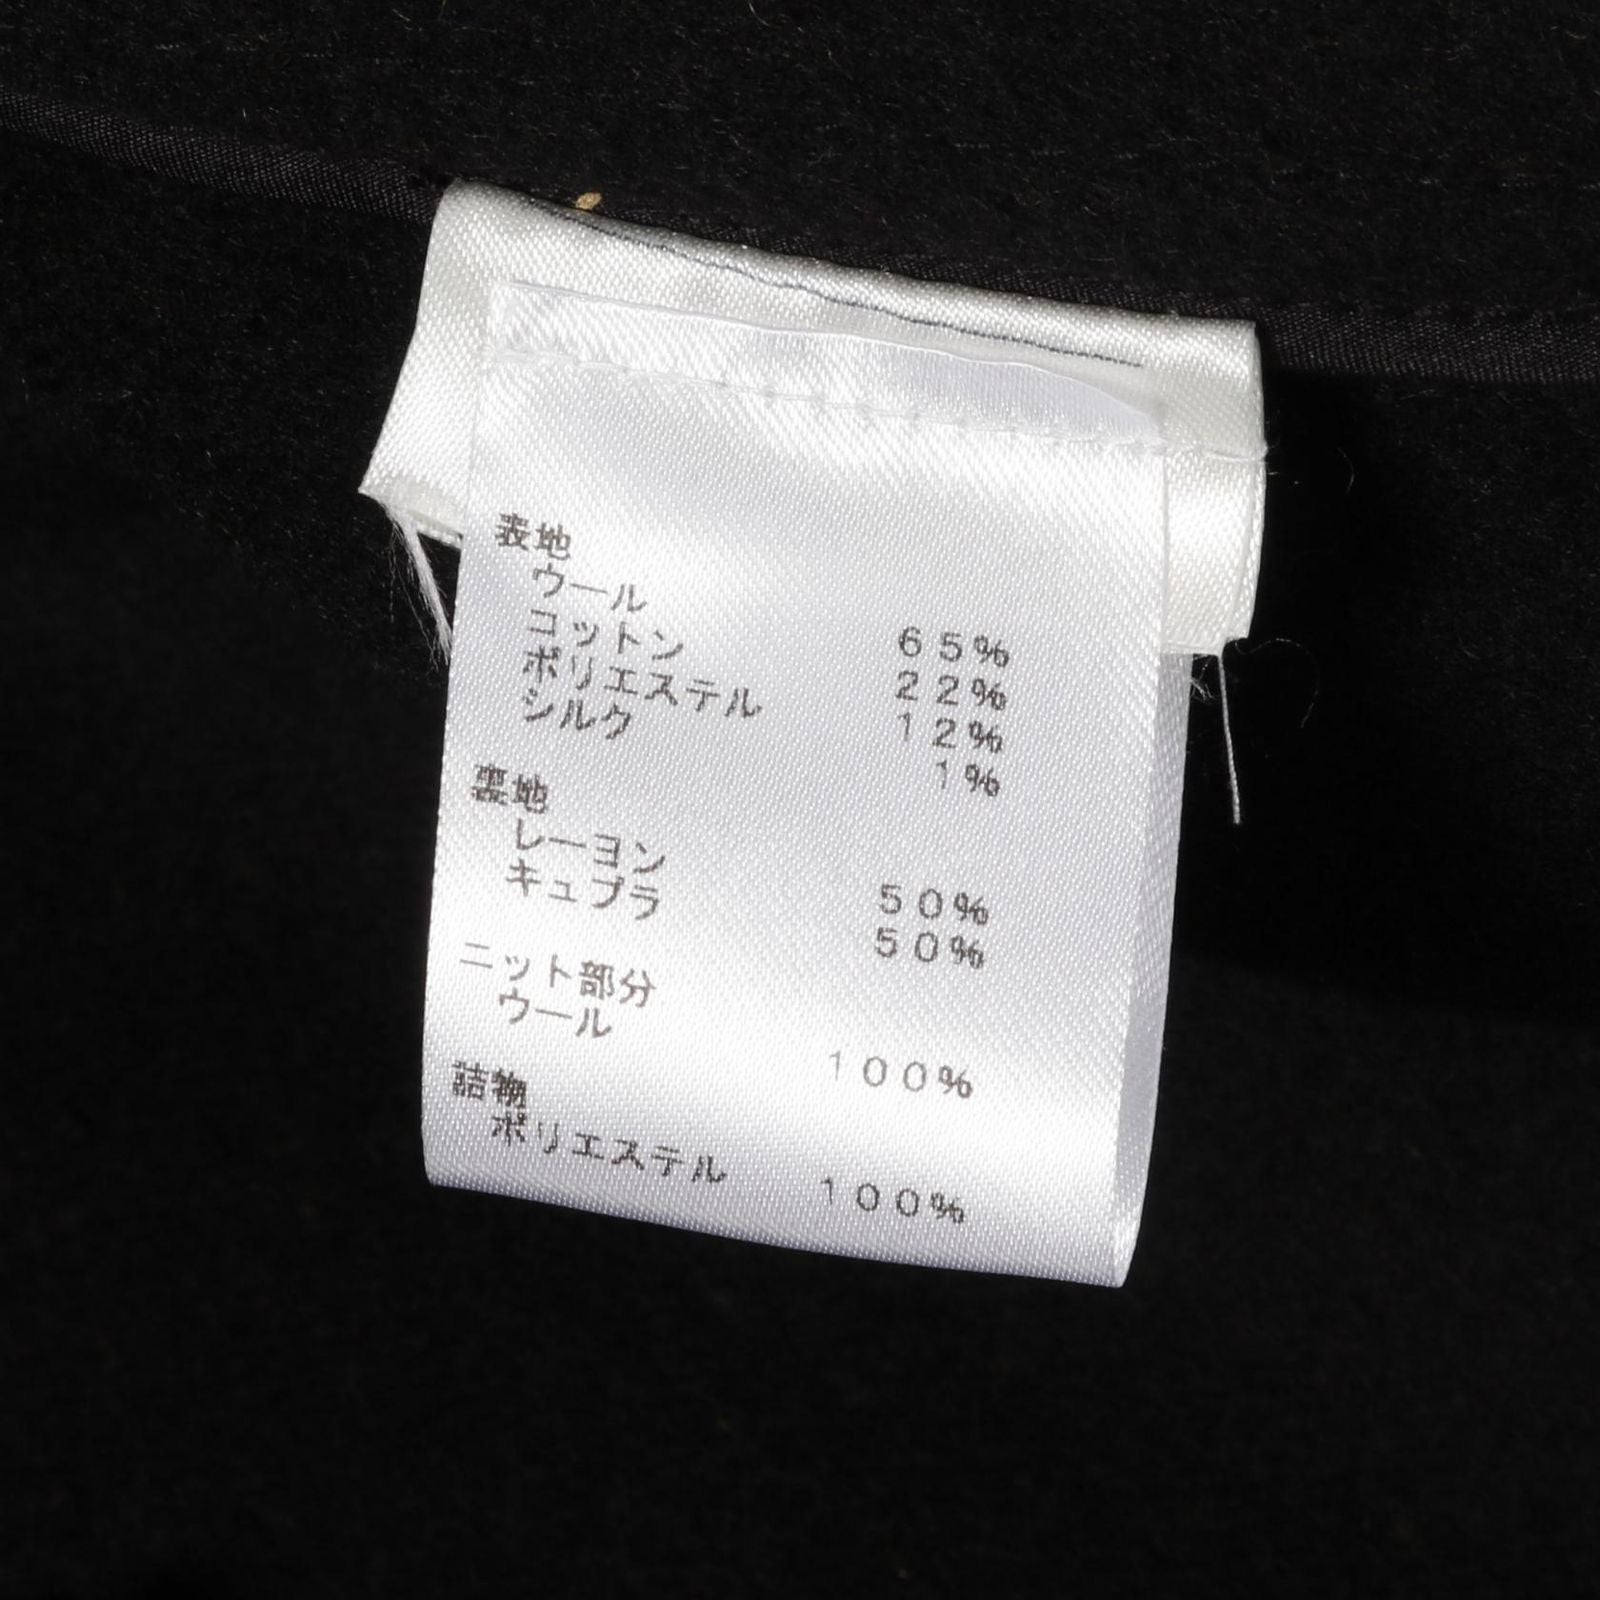 表地
ウール 65%
コットン 22%
ポリエステル 12%
シルク 1%
裏地
レーヨン 50%
キュプラ 50%
ニット部分
ウール 100%
詰物
ポリエステル 100%